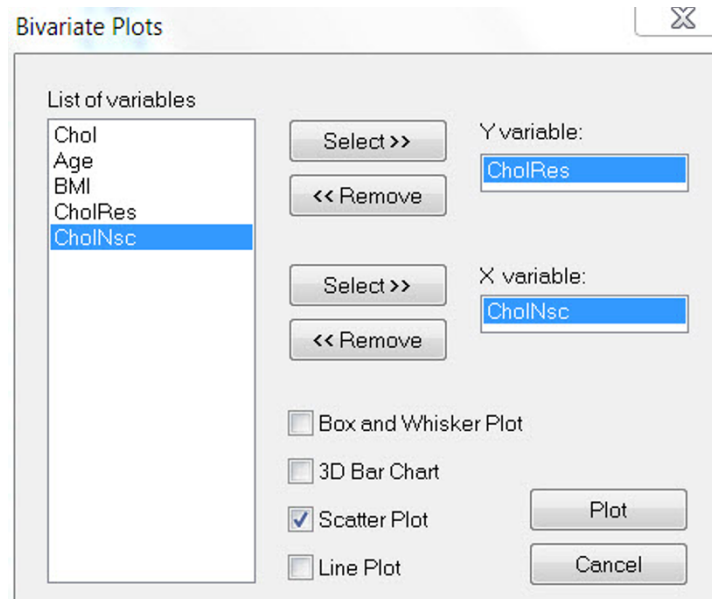 Bivariate Plots
List of variables
Chol
Age
BMI
CholRes
CholNsc
Select >>
<< Remove
Y variable:
CholRes
Select >>
<< Remove
X variable:
CholNsc
Box and Whisker Plot
3D Bar Chart
Scatter Plot
Line Plot
Plot
Cancel